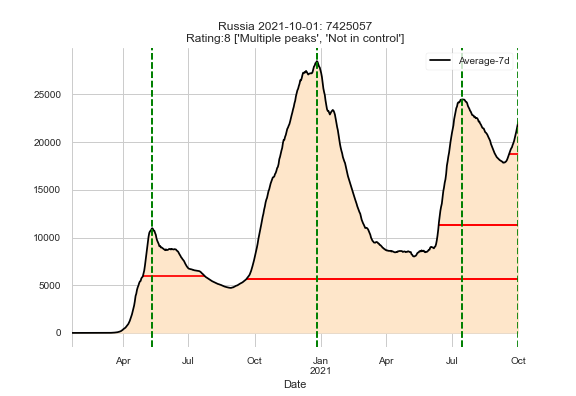 Russia 2021-10-01: 7425057
Rating:8 ['Multiple peaks', 'Not in control']
Average-7d
25000
20000
15000
10000
5000
0
Apr Jul Oct Jan Apr Jul Oct
2021
Date